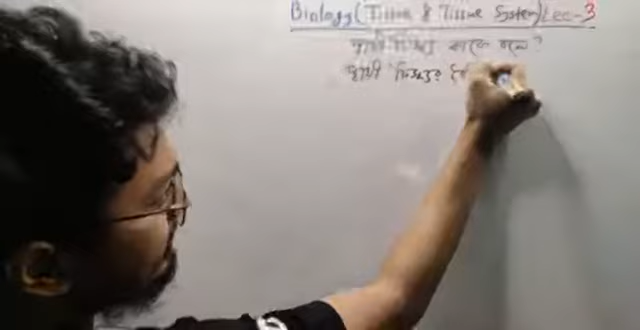 Biology (Tissue & Tissue System) Lec-3
স্থায়ী টিস্যু কাকে বলে?
স্থায়ী টিস্যুর